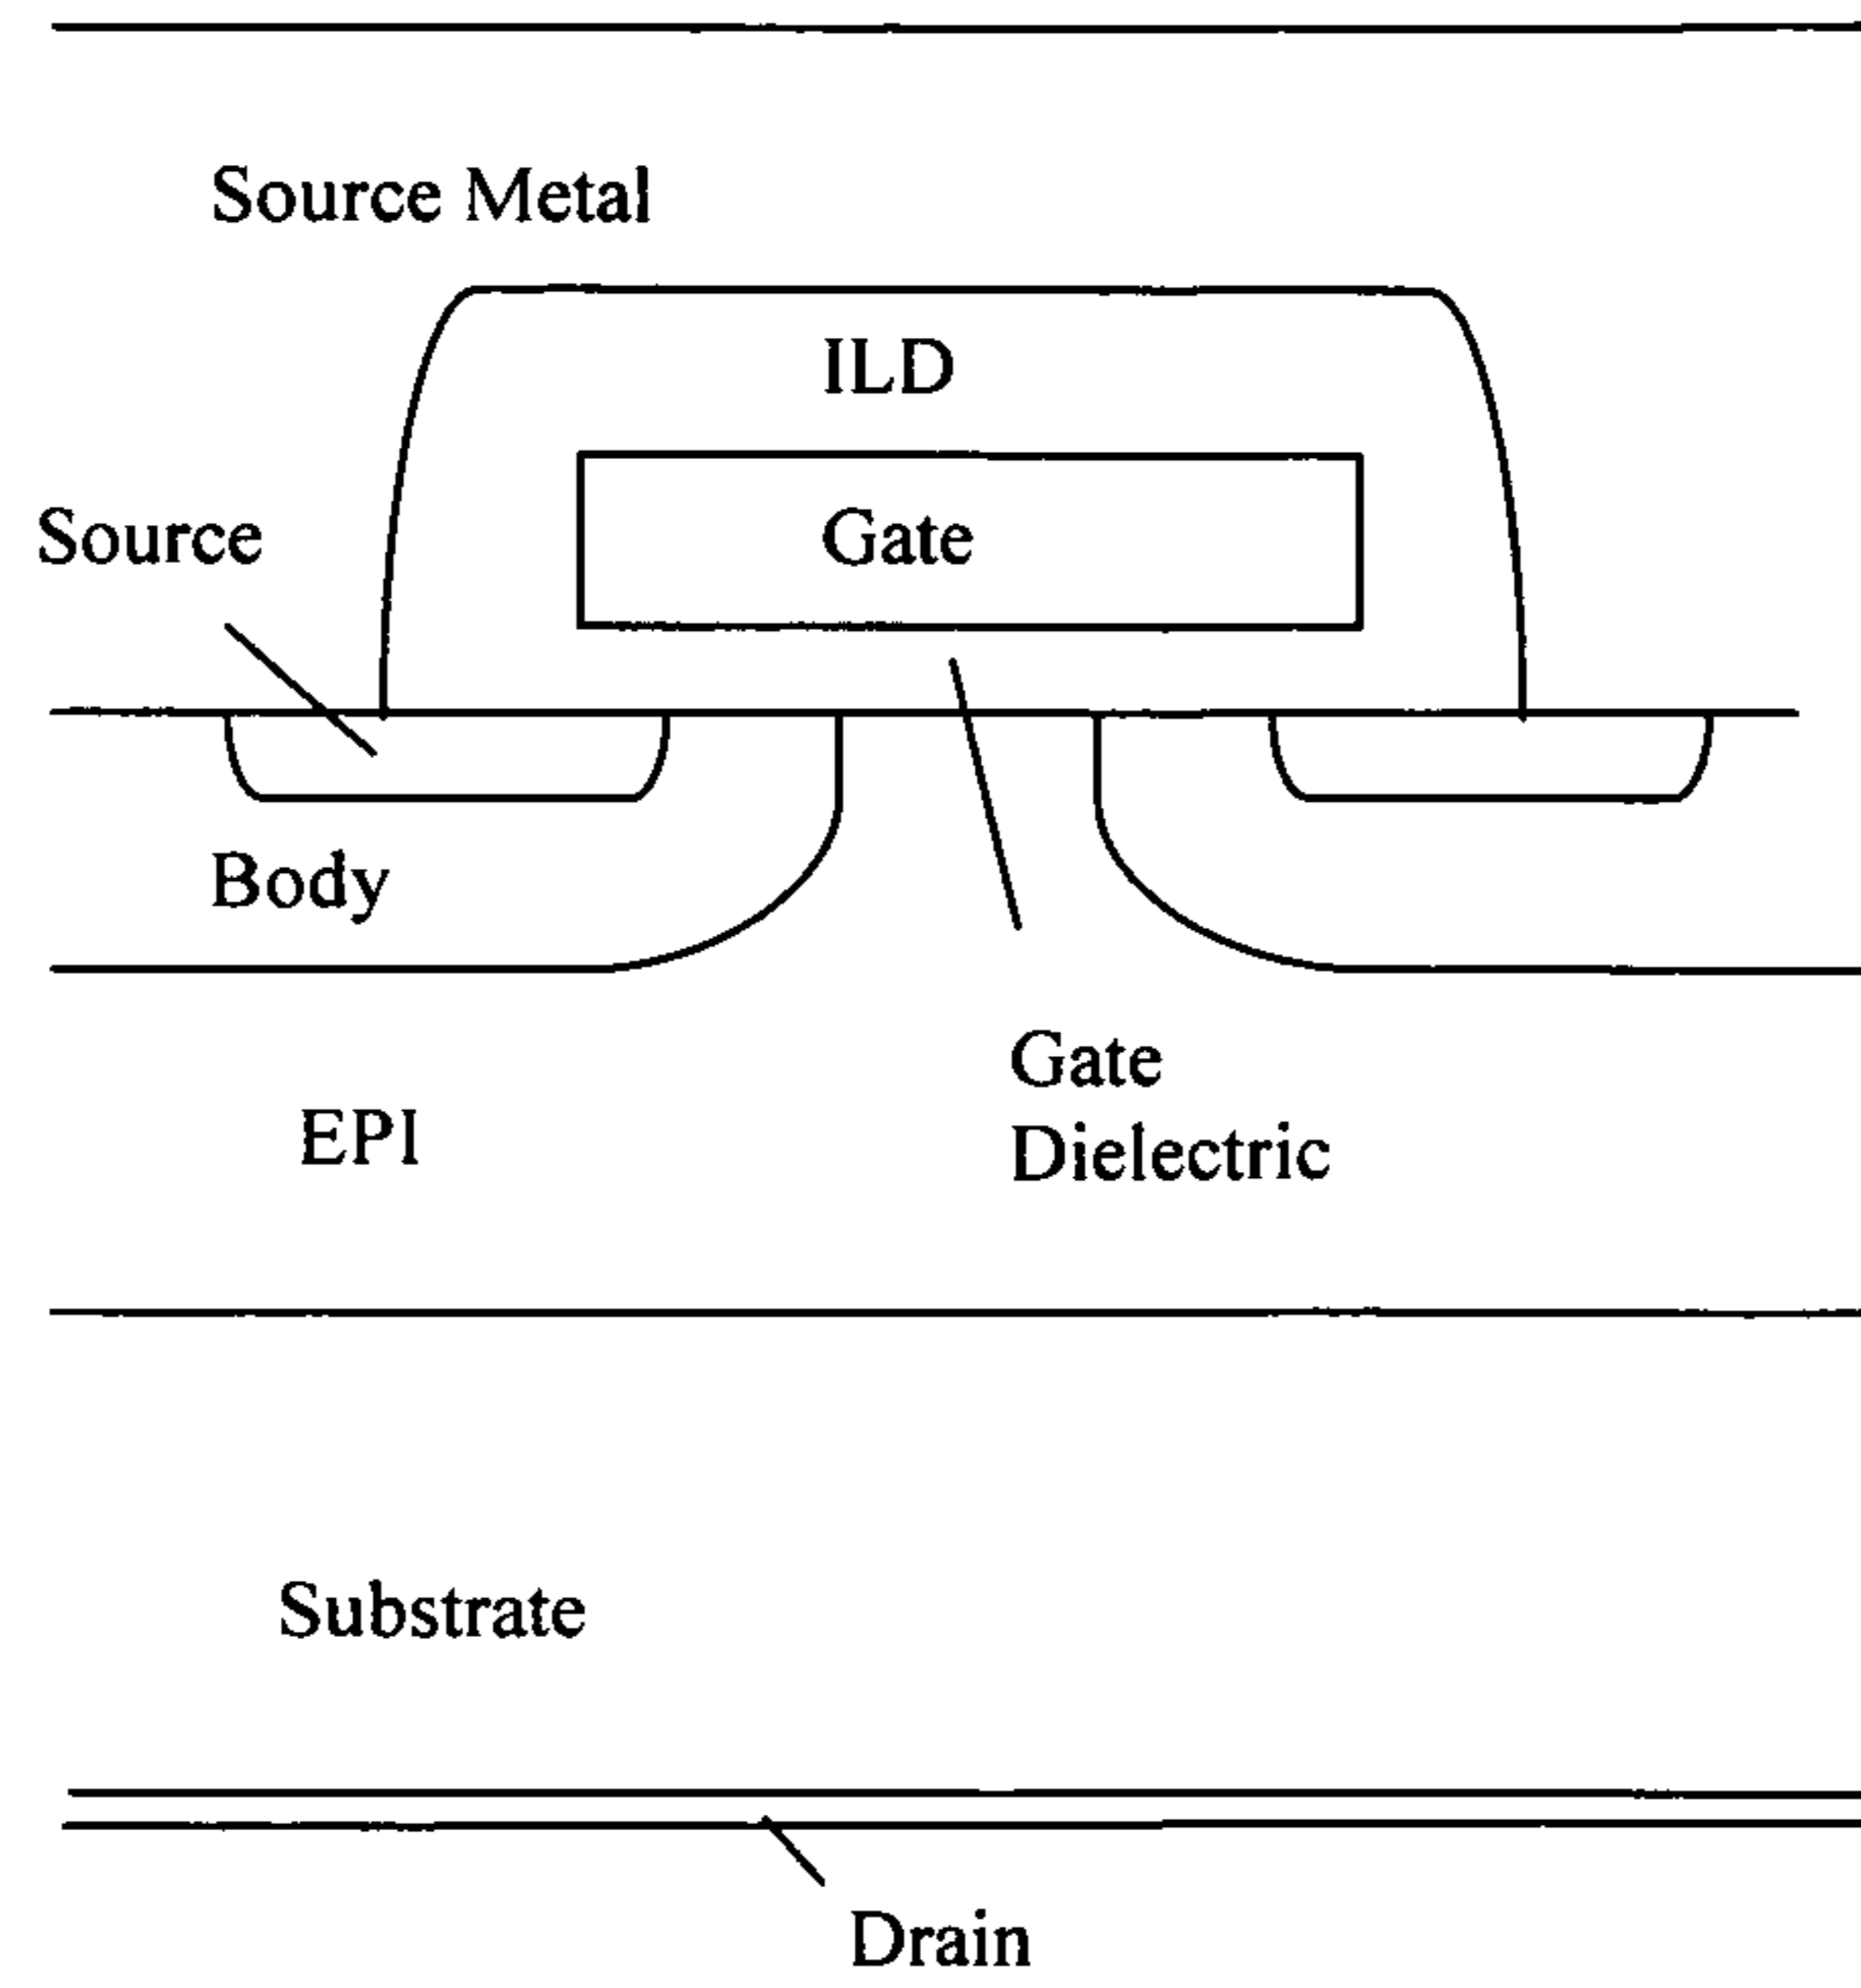 Source Metal
ILD
Source
Gate
Body
Gate
Dielectric
EPI
Substrate
Drain